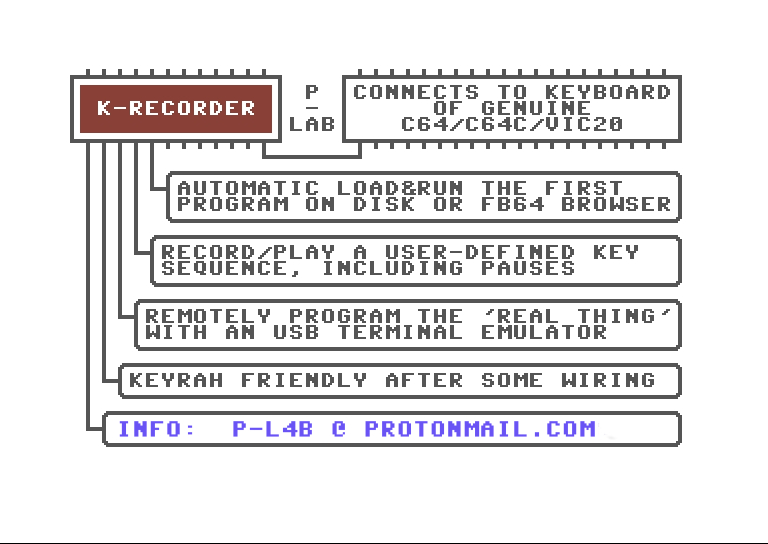 K-RECORDER
P
-
LAB
CONNECTS TO KEYBOARD
OF GENUINE
C64/C64C/VIC20
AUTOMATIC LOAD&RUN THE FIRST
PROGRAM ON DISK OR FB64 BROWSER
RECORD/PLAY A USER-DEFINED KEY
SEQUENCE, INCLUDING PAUSES
REMOTELY PROGRAM THE 'REAL THING'
WITH AN USB TERMINAL EMULATOR
KEYRAH FRIENDLY AFTER SOME WIRING
INFO: P-L4B @ PROTONMAIL.COM